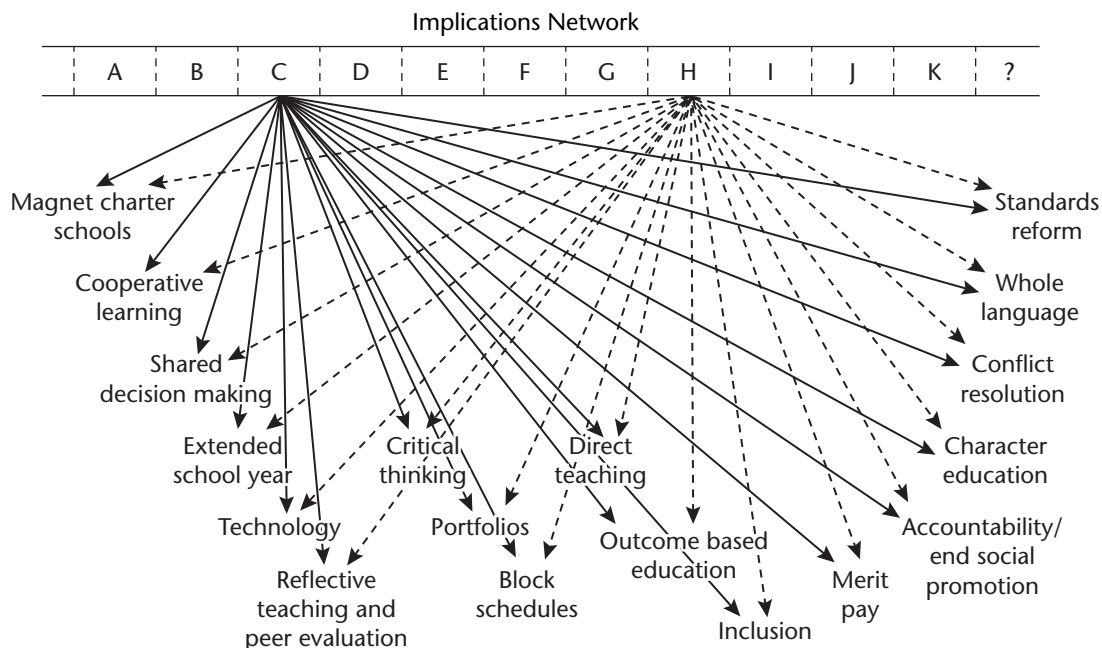 Implications Network
A B C D E F G H I J K ?
Magnet charter
schools
Cooperative
learning
Shared
decision making
Extended
school year
Technology
Reflective
teaching and
peer evaluation
Critical
thinking
Portfolios
Block
schedules
Direct
teaching
Outcome based
education
Inclusion
Merit
pay
Accountability/
end social
promotion
Character
education
Conflict
resolution
Whole
language
Standards
reform